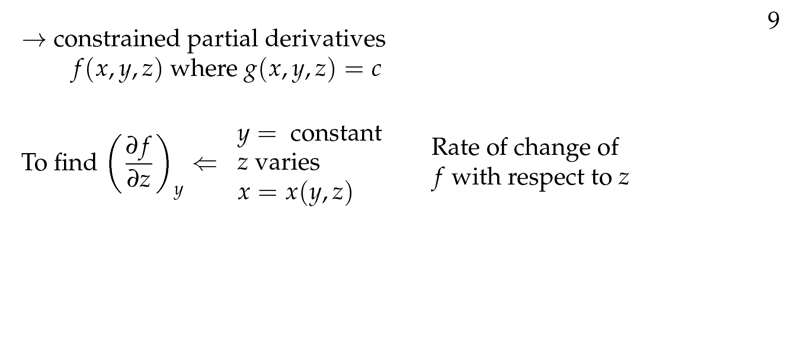 9
→ constrained partial derivatives
f(x, y, z) where g(x, y, z) = c
To find (∂f/∂z)_y ⇐
y = constant
z varies
x = x(y, z)
Rate of change of
f with respect to z